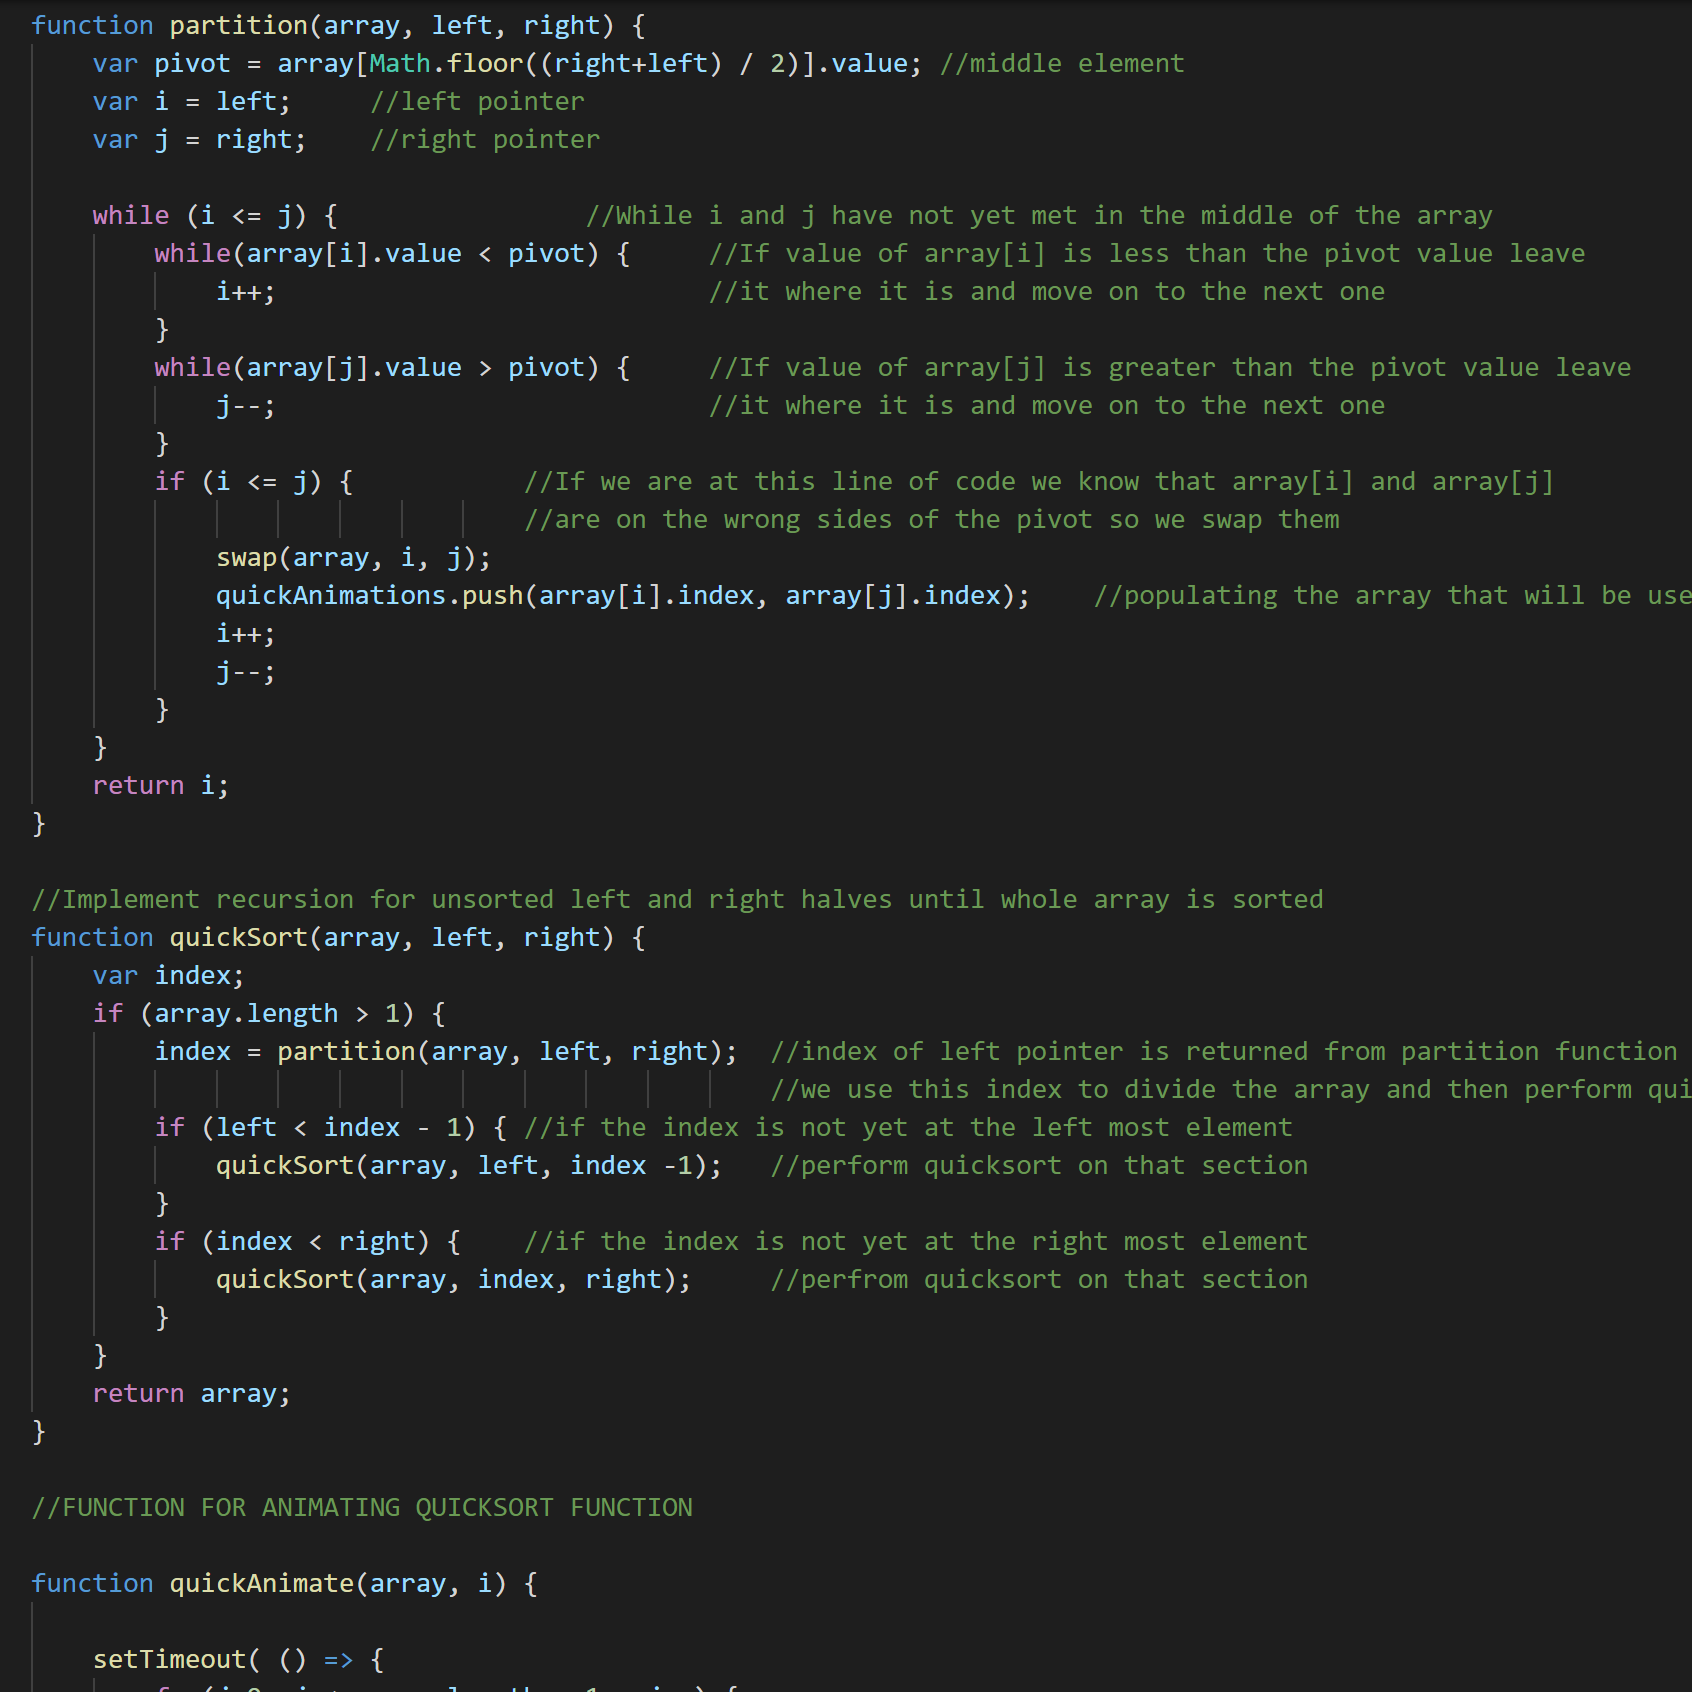 function partition(array, left, right) {
var pivot = array[Math.floor((right+left) / 2)].value; //middle element
var i = left; //left pointer
var j = right; //right pointer
while (i <= j) { //While i and j have not yet met in the middle of the array
while(array[i].value < pivot) { //If value of array[i] is less than the pivot value leave
i++; //it where it is and move on to the next one
}
while(array[j].value > pivot) { //If value of array[j] is greater than the pivot value leave
j--; //it where it is and move on to the next one
}
if (i <= j) { //If we are at this line of code we know that array[i] and array[j]
//are on the wrong sides of the pivot so we swap them
swap(array, i, j);
quickAnimations.push(array[i].index, array[j].index); //populating the array that will be use
i++;
j--;
}
}
return i;
}
//Implement recursion for unsorted left and right halves until whole array is sorted
function quickSort(array, left, right) {
var index;
if (array.length > 1) {
index = partition(array, left, right); //index of left pointer is returned from partition function
//we use this index to divide the array and then perform qui
if (left < index - 1) { //if the index is not yet at the left most element
quickSort(array, left, index -1); //perform quicksort on that section
}
if (index < right) { //if the index is not yet at the right most element
quickSort(array, index, right); //perfrom quicksort on that section
}
}
return array;
}
//FUNCTION FOR ANIMATING QUICKSORT FUNCTION
function quickAnimate(array, i) {
setTimeout( () => {